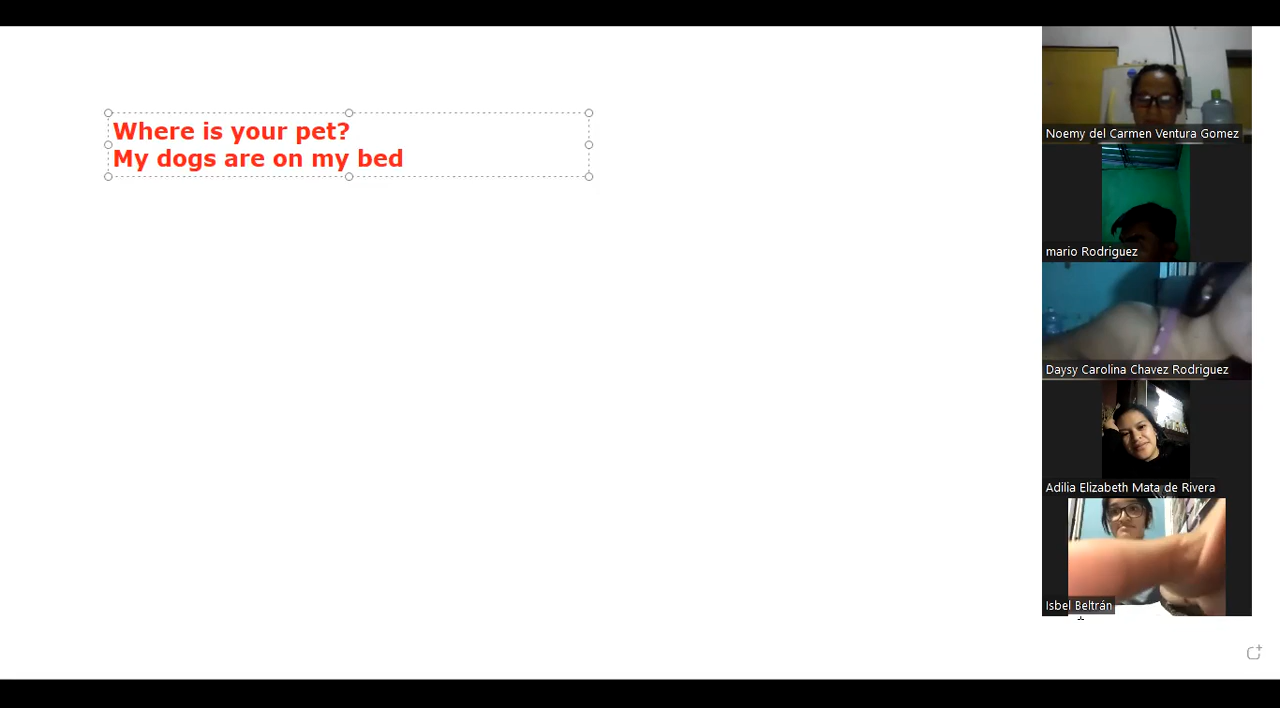 Where is your pet?
My dogs are on my bed
Noemy del Carmen Ventura Gomez
mario Rodriguez
Daysy Carolina Chavez Rodriguez
Adilia Elizabeth Mata de Rivera
Isbel Beltrán